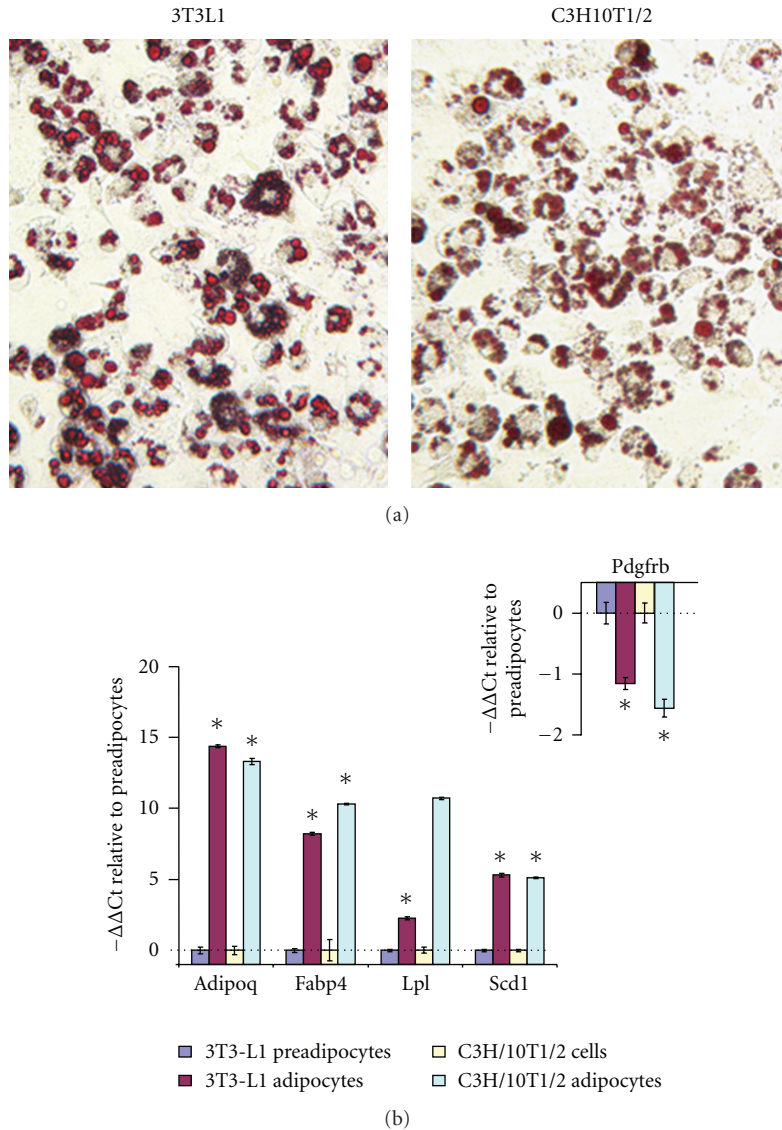 3T3L1
C3H10T1/2
(a)
Pdgfrb
−ΔΔCt relative to
preadipocytes
0
−1
−2
*
*
−ΔΔCt relative to preadipocytes
20
15
10
5
0
* * * * * * *
Adipoq Fabp4 Lpl Scd1
3T3-L1 preadipocytes
3T3-L1 adipocytes
C3H/10T1/2 cells
C3H/10T1/2 adipocytes
(b)